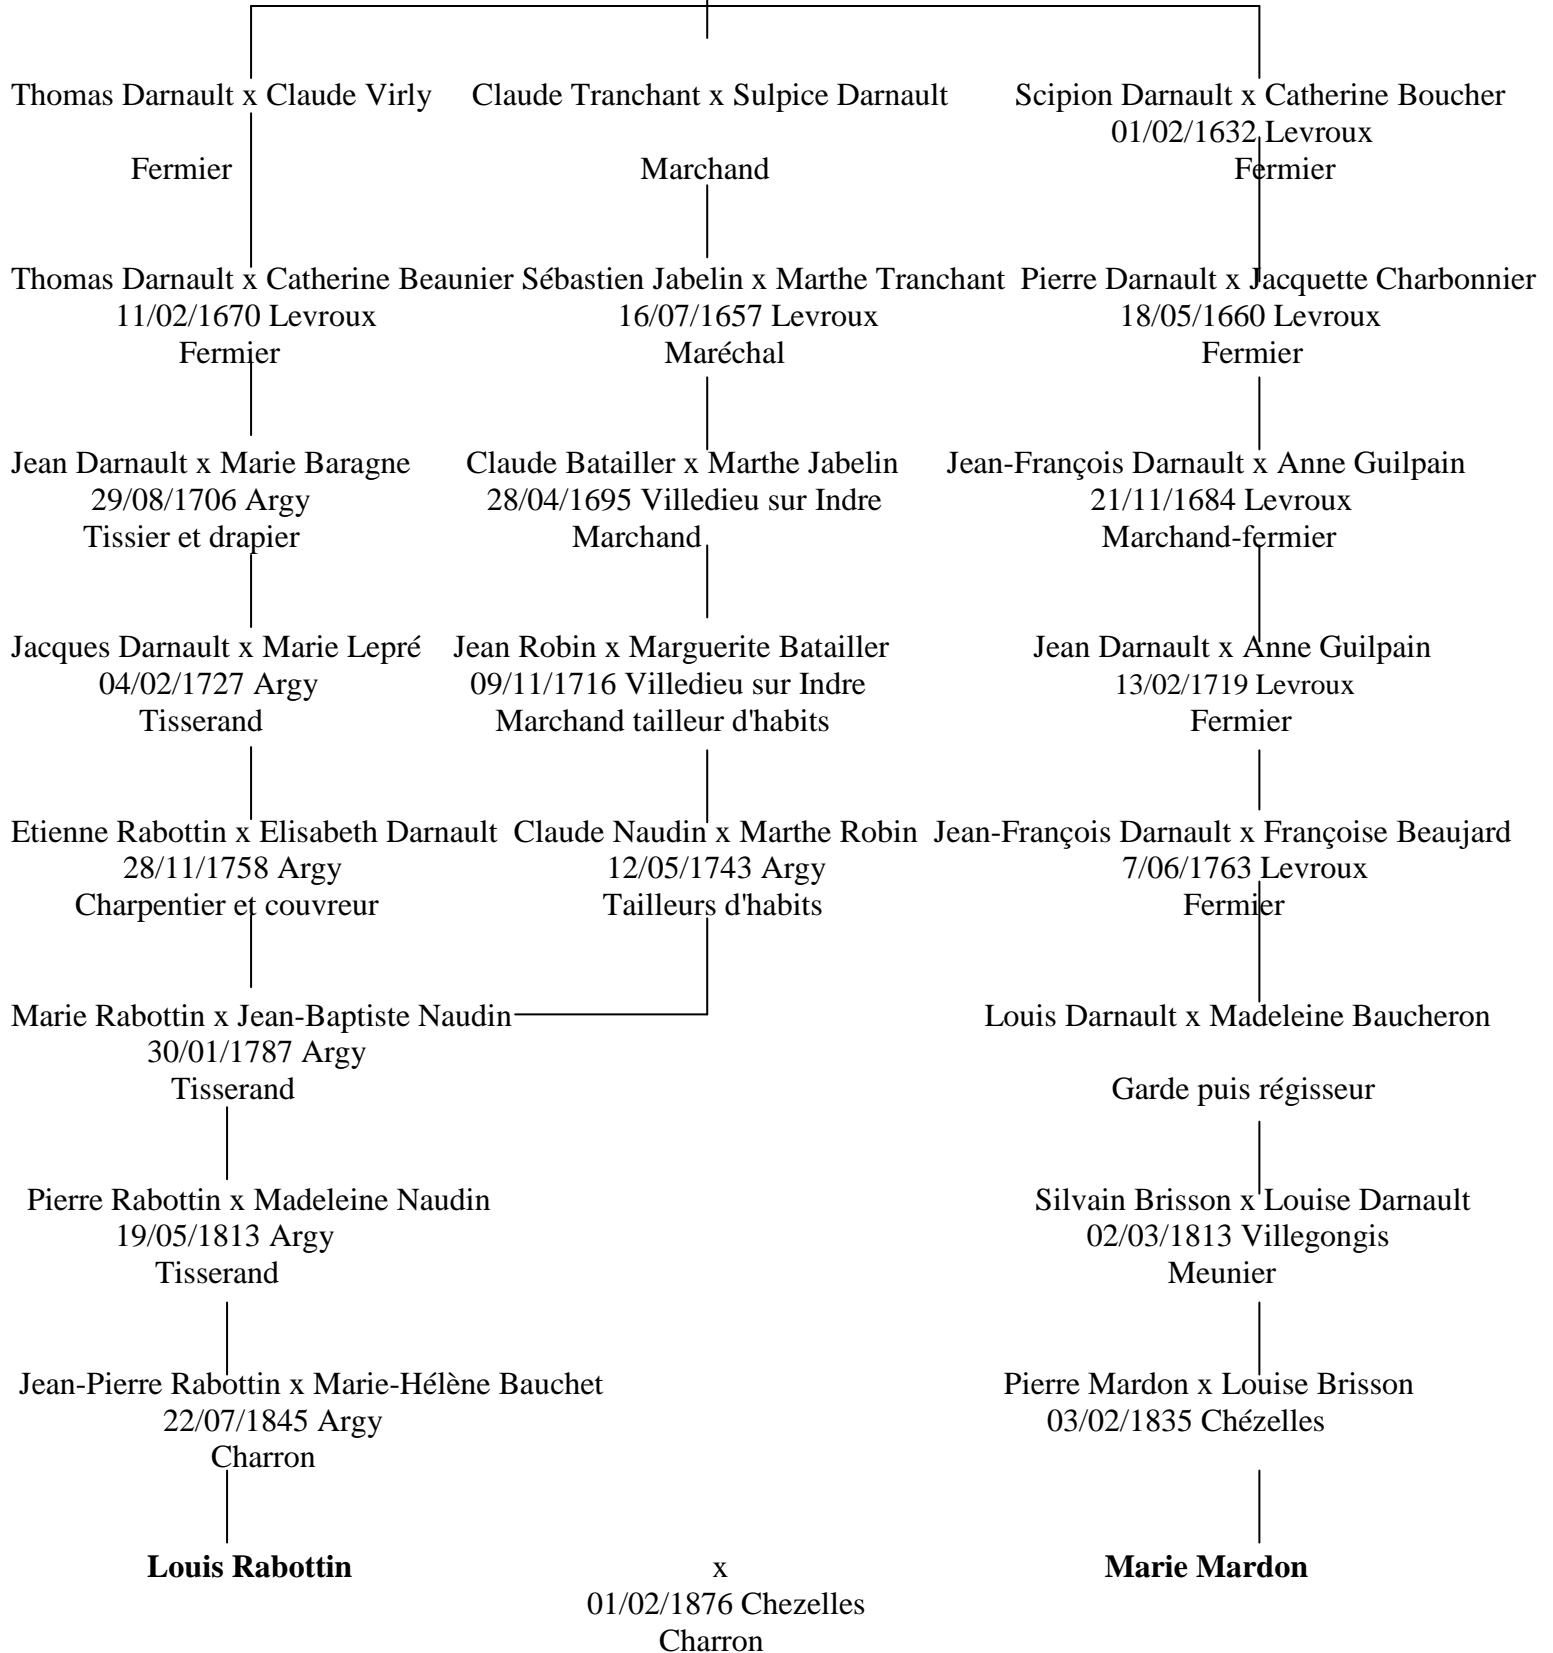 Thomas Darnault x Claude Virly Claude Tranchant x Sulpice Darnault Scipion Darnault x Catherine Boucher
01/02/1632 Levroux
Fermier Marchand Fermier
Thomas Darnault x Catherine Beaunier Sébastien Jabelin x Marthe Tranchant Pierre Darnault x Jacquette Charbonnier
11/02/1670 Levroux 16/07/1657 Levroux 18/05/1660 Levroux
Fermier Maréchal Fermier
Jean Darnault x Marie Baragne Claude Batailler x Marthe Jabelin Jean-François Darnault x Anne Guilpain
29/08/1706 Argy 28/04/1695 Villedieu sur Indre 21/11/1684 Levroux
Tissier et drapier Marchand Marchand-fermier
Jacques Darnault x Marie Lepré Jean Robin x Marguerite Batailler Jean Darnault x Anne Guilpain
04/02/1727 Argy 09/11/1716 Villedieu sur Indre 13/02/1719 Levroux
Tisserand Marchand tailleur d'habits Fermier
Etienne Rabottin x Elisabeth Darnault Claude Naudin x Marthe Robin Jean-François Darnault x Françoise Beaujard
28/11/1758 Argy 12/05/1743 Argy 7/06/1763 Levroux
Charpentier et couvreur Tailleurs d'habits Fermier
Marie Rabottin x Jean-Baptiste Naudin Louis Darnault x Madeleine Baucheron
30/01/1787 Argy
Tisserand Garde puis régisseur
Pierre Rabottin x Madeleine Naudin Silvain Brisson x Louise Darnault
19/05/1813 Argy 02/03/1813 Villegongis
Tisserand Meunier
Jean-Pierre Rabottin x Marie-Hélène Bauchet Pierre Mardon x Louise Brisson
22/07/1845 Argy 03/02/1835 Chézelles
Charron
Louis Rabottin x Marie Mardon
01/02/1876 Chezelles
Charron